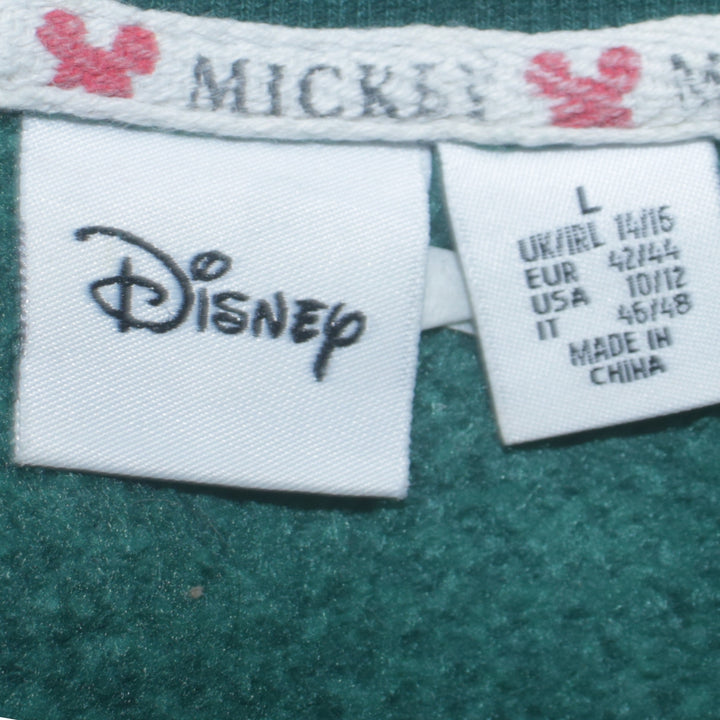 MICKEY
Disney
L
UK/IRL 14/16
EUR 42/44
USA 10/12
IT 46/48
MADE IN
CHINA